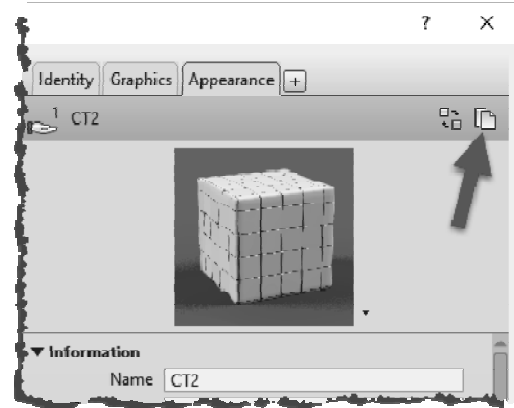 ? ×
Identity Graphics Appearance +
1 CT2
▼ Information
Name CT2